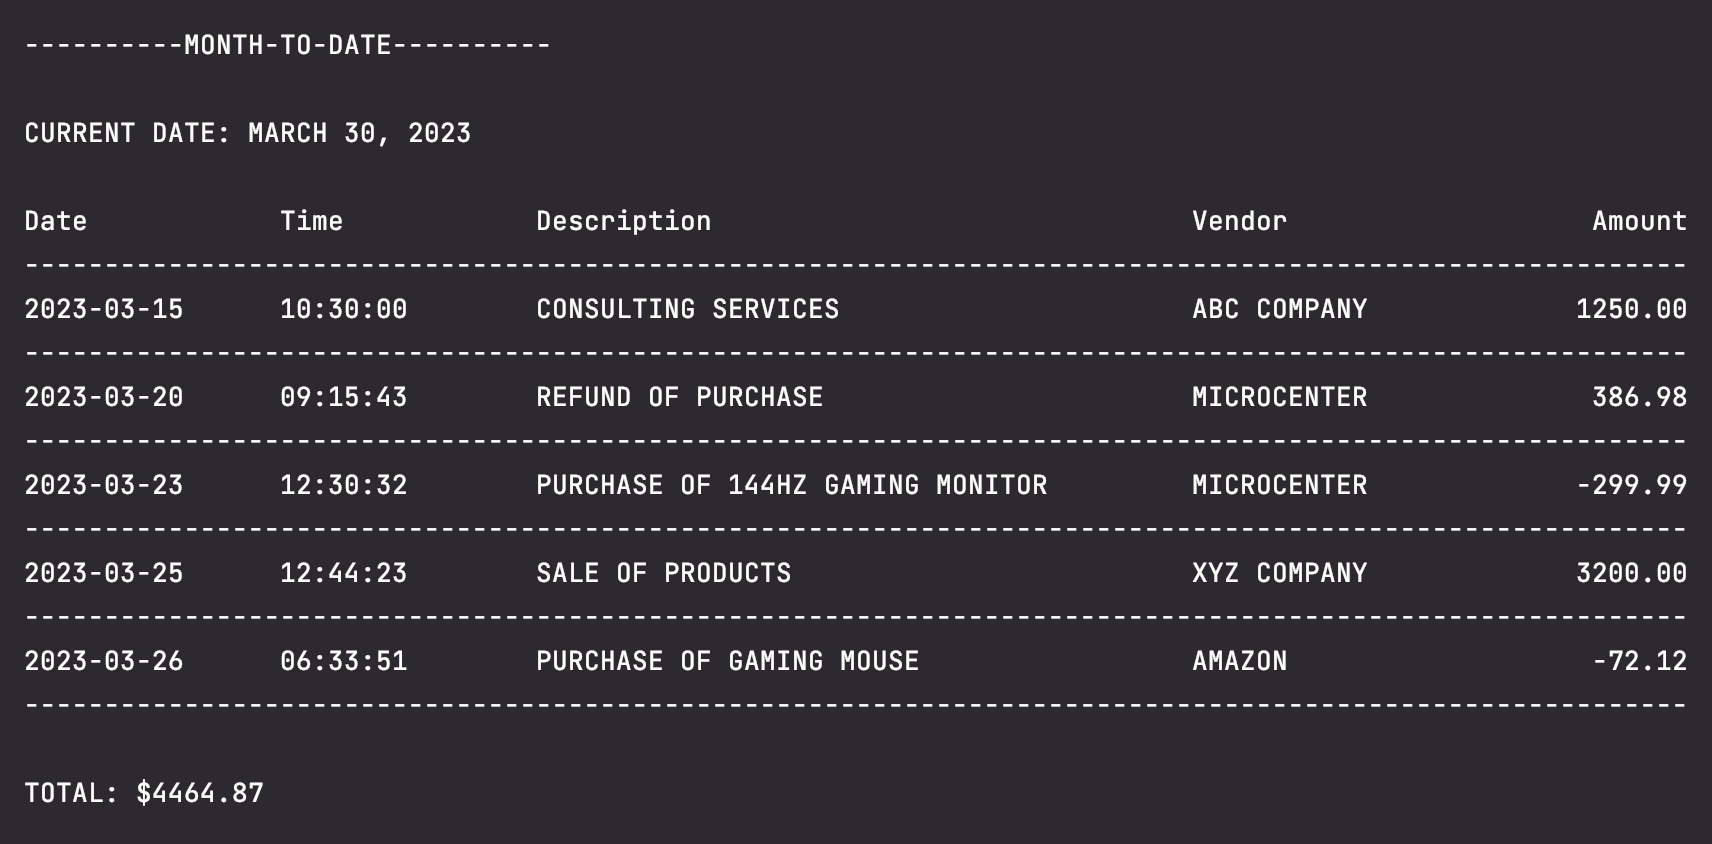 ----------MONTH-TO-DATE----------
CURRENT DATE: MARCH 30, 2023
Date Time Description Vendor Amount
--------------------------------------------------------------------------------------------------------
2023-03-15 10:30:00 CONSULTING SERVICES ABC COMPANY 1250.00
--------------------------------------------------------------------------------------------------------
2023-03-20 09:15:43 REFUND OF PURCHASE MICROCENTER 386.98
--------------------------------------------------------------------------------------------------------
2023-03-23 12:30:32 PURCHASE OF 144HZ GAMING MONITOR MICROCENTER -299.99
--------------------------------------------------------------------------------------------------------
2023-03-25 12:44:23 SALE OF PRODUCTS XYZ COMPANY 3200.00
--------------------------------------------------------------------------------------------------------
2023-03-26 06:33:51 PURCHASE OF GAMING MOUSE AMAZON -72.12
--------------------------------------------------------------------------------------------------------
TOTAL: $4464.87